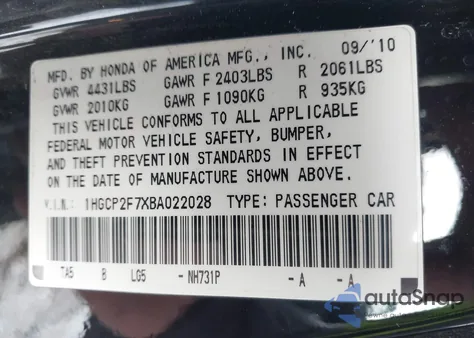 MFD. BY HONDA OF AMERICA MFG., INC. 09/'10
GVWR 4431LBS GAWR F 2403LBS R 2061LBS
GVWR 2010KG GAWR F 1090KG R 935KG
THIS VEHICLE CONFORMS TO ALL APPLICABLE
FEDERAL MOTOR VEHICLE SAFETY, BUMPER,
AND THEFT PREVENTION STANDARDS IN EFFECT
ON THE DATE OF MANUFACTURE SHOWN ABOVE.
V.I.N.: 1HGCP2F7XBA022028 TYPE: PASSENGER CAR
TA5 B LG5 -NH731P -A -A
autoSnap